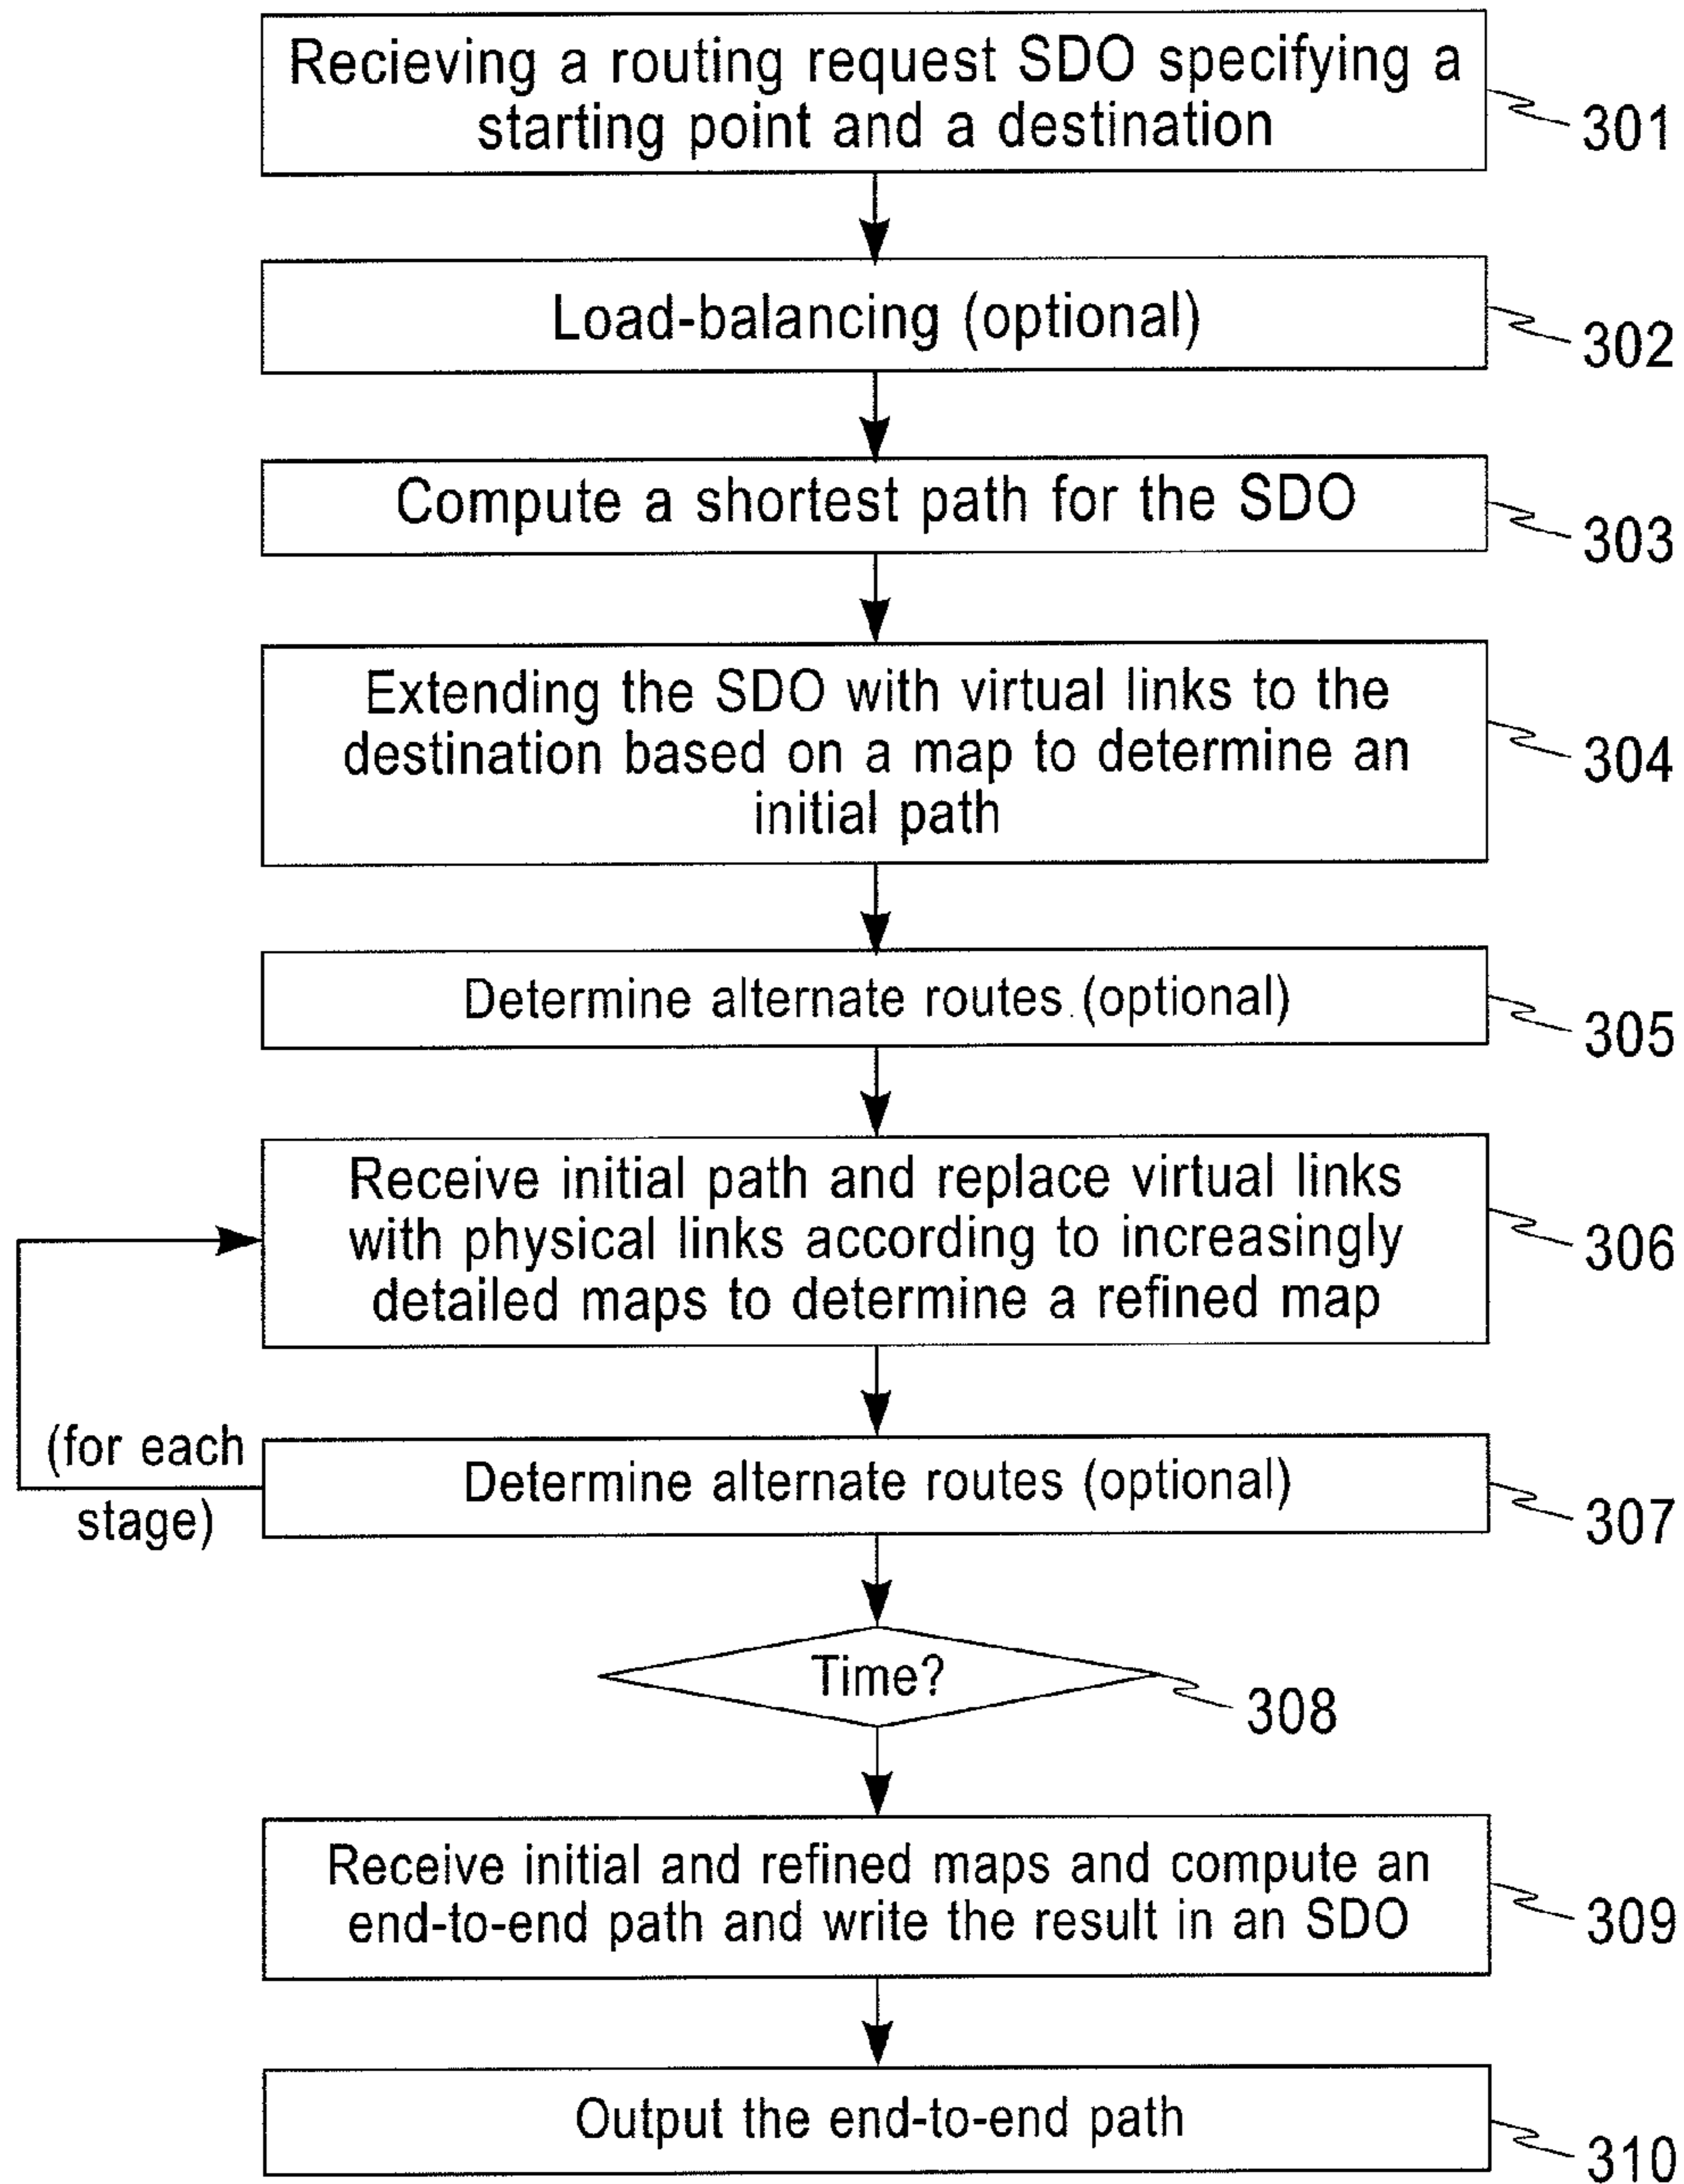 Recieving a routing request SDO specifying a
starting point and a destination
301
Load-balancing (optional)
302
Compute a shortest path for the SDO
303
Extending the SDO with virtual links to the
destination based on a map to determine an
initial path
304
Determine alternate routes (optional)
305
Receive initial path and replace virtual links
with physical links according to increasingly
detailed maps to determine a refined map
306
(for each
stage)
Determine alternate routes (optional)
307
Time?
308
Receive initial and refined maps and compute an
end-to-end path and write the result in an SDO
309
Output the end-to-end path
310